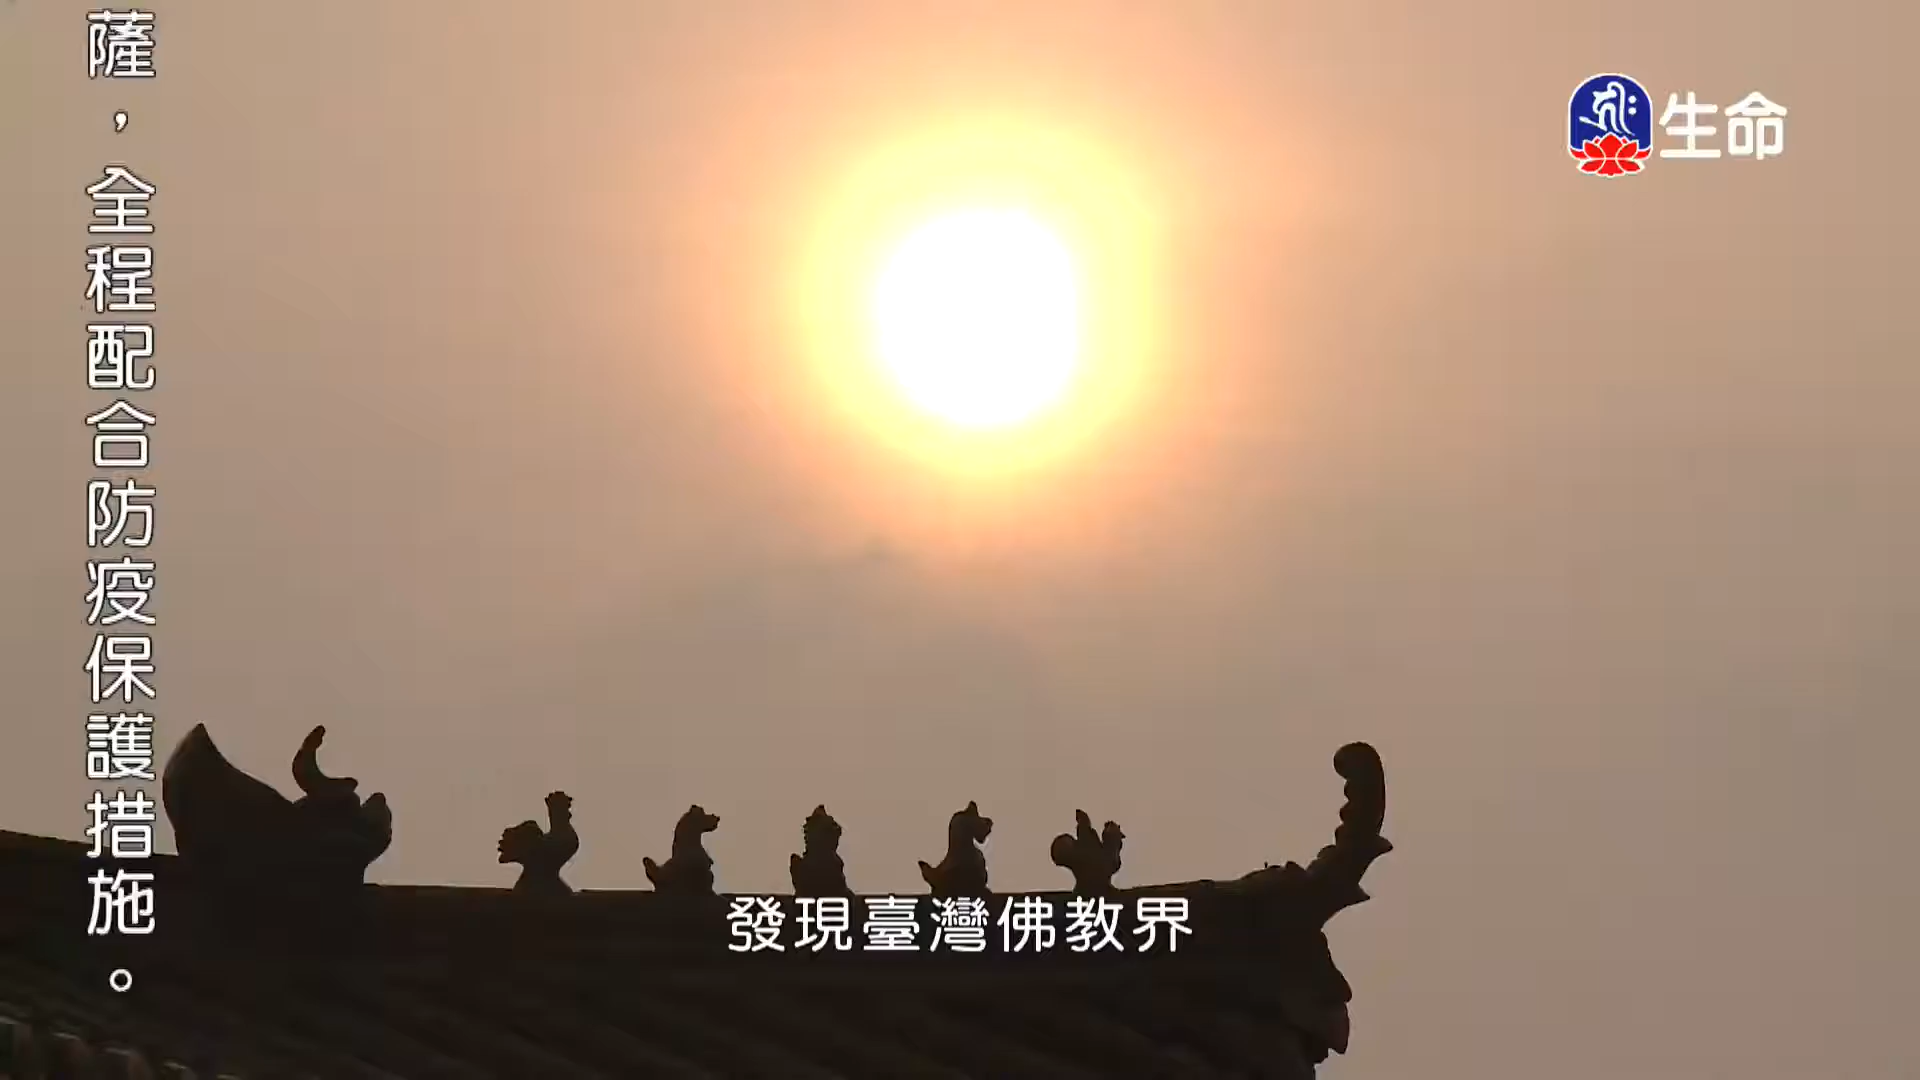 薩，全程配合防疫保護措施。
生命
發現臺灣佛教界